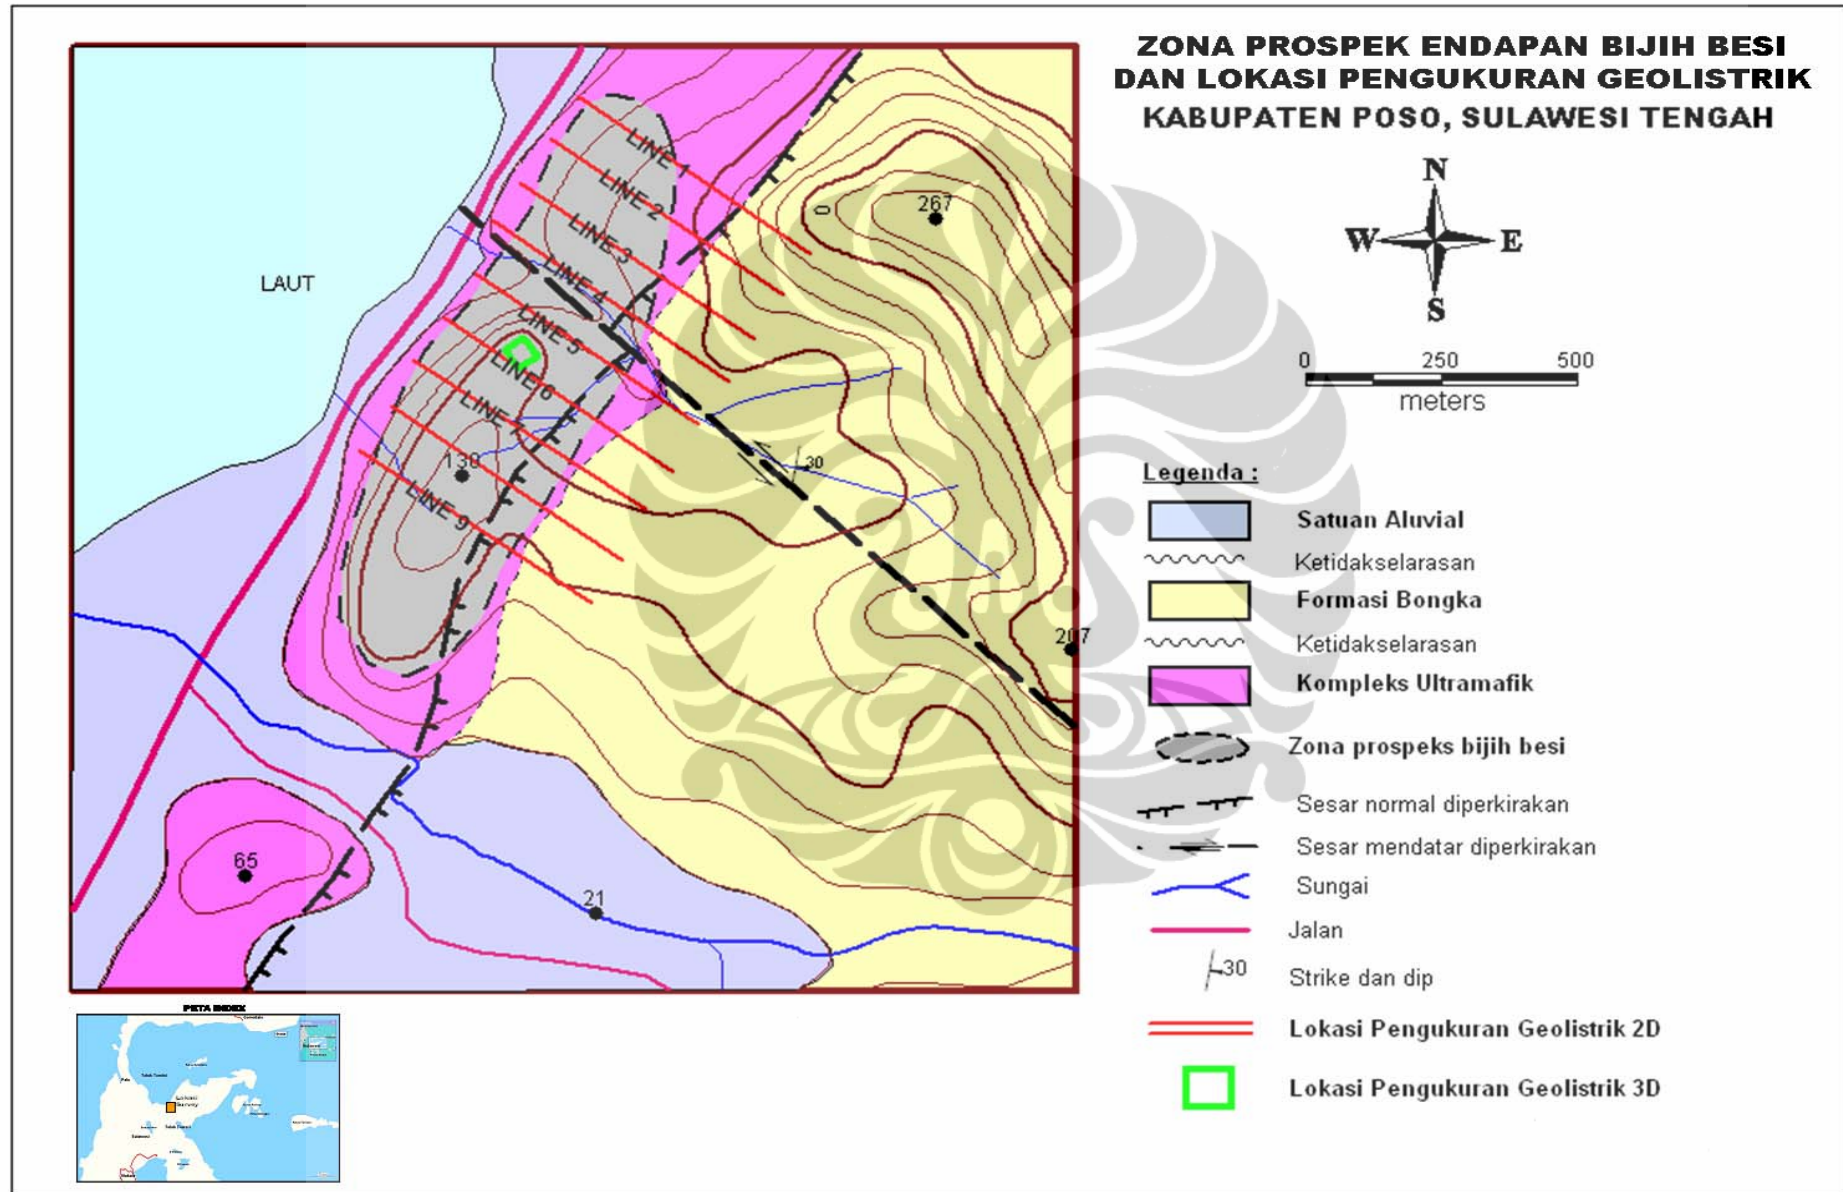 ZONA PROSPEK ENDAPAN BIJIH BESI
DAN LOKASI PENGUKURAN GEOLISTRIK
KABUPATEN POSO, SULAWESI TENGAH
N
W E
S
0 250 500
meters
LAUT
LINE 1
LINE 2
LINE 3
LINE 4
LINE 5
LINE 6
LINE 7
LINE 9
0
267
130
30
207
65
21
Legenda :
Satuan Aluvial
Ketidakselarasan
Formasi Bongka
Ketidakselarasan
Kompleks Ultramafik
Zona prospeks bijih besi
Sesar normal diperkirakan
Sesar mendatar diperkirakan
Sungai
Jalan
30
Strike dan dip
Lokasi Pengukuran Geolistrik 2D
Lokasi Pengukuran Geolistrik 3D
PETA INDEX